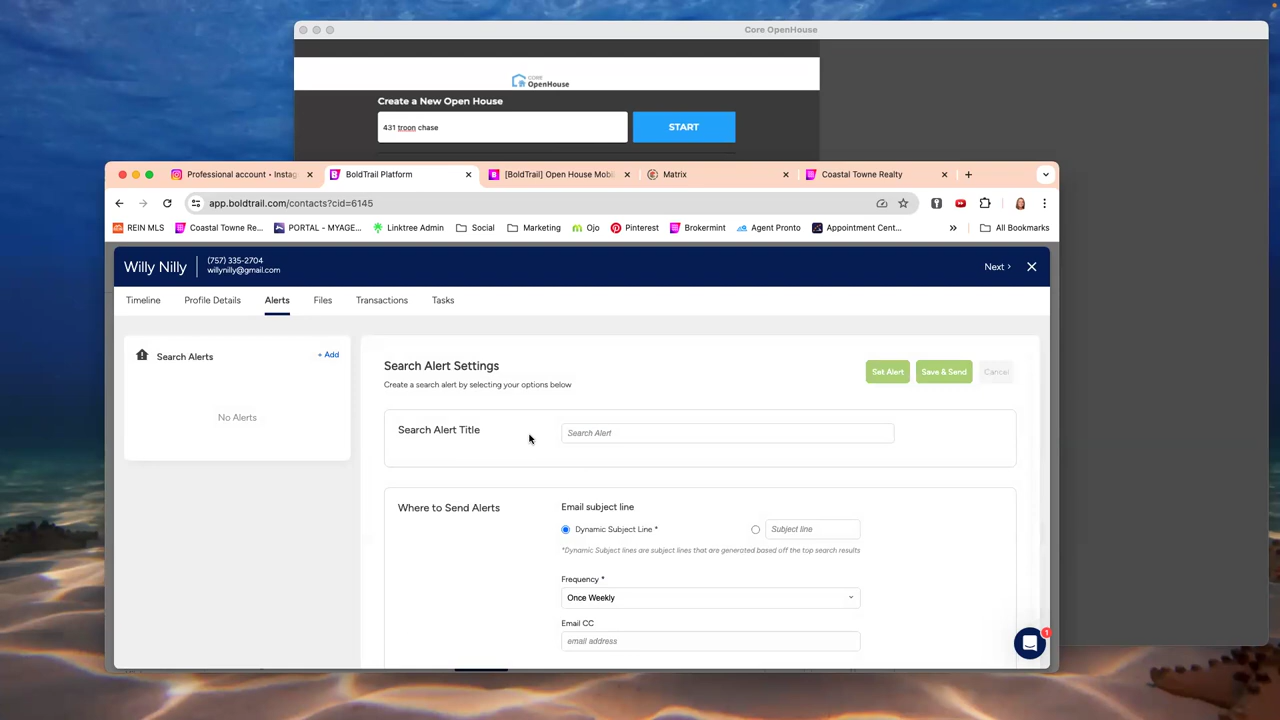 Core OpenHouse
CORE
OpenHouse
Create a New Open House
431 troon chase
START
Professional account • Instag
BoldTrail Platform
[BoldTrail] Open House Mobi
Matrix
Coastal Towne Realty
app.boldtrail.com/contacts?cid=6145
REIN MLS
Coastal Towne Re...
PORTAL - MYAGE...
Linktree Admin
Social
Marketing
Ojo
Pinterest
Brokermint
Agent Pronto
Appointment Cent...
All Bookmarks
Willy Nilly
(757) 335-2704
willynilly@gmail.com
Next
Timeline
Profile Details
Alerts
Files
Transactions
Tasks
Search Alerts
+ Add
No Alerts
Search Alert Settings
Create a search alert by selecting your options below
Set Alert
Save & Send
Cancel
Search Alert Title
Search Alert
Where to Send Alerts
Email subject line
Dynamic Subject Line *
Subject line
*Dynamic Subject lines are subject lines that are generated based off the top search results
Frequency *
Once Weekly
Email CC
email address
1